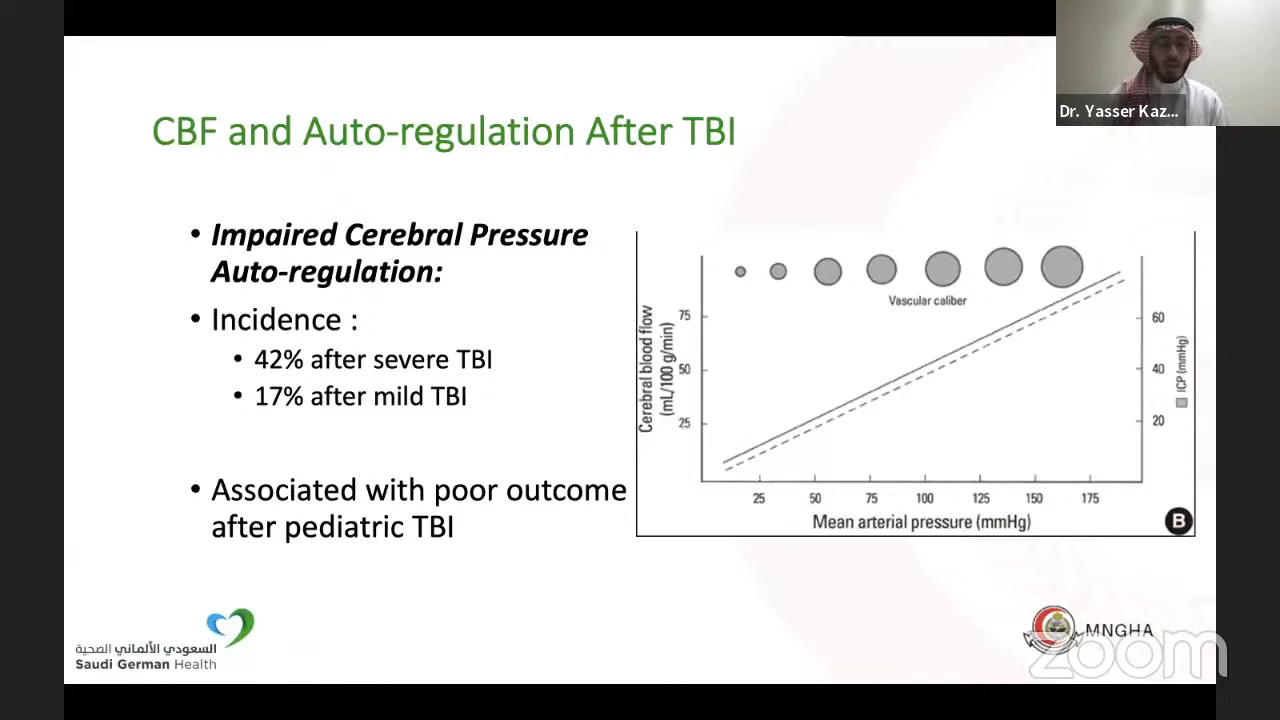 Dr. Yasser Kaz...
CBF and Auto-regulation After TBI
• Impaired Cerebral Pressure
Auto-regulation:
• Incidence :
• 42% after severe TBI
• 17% after mild TBI
• Associated with poor outcome
after pediatric TBI
Vascular caliber
Cerebral blood flow
(mL/100 g/min)
75
50
25
60
40
20
ICP (mmHg)
25 50 75 100 125 150 175
Mean arterial pressure (mmHg)
B
السعودي الألماني الصحية
Saudi German Health
MNGHA
zoom